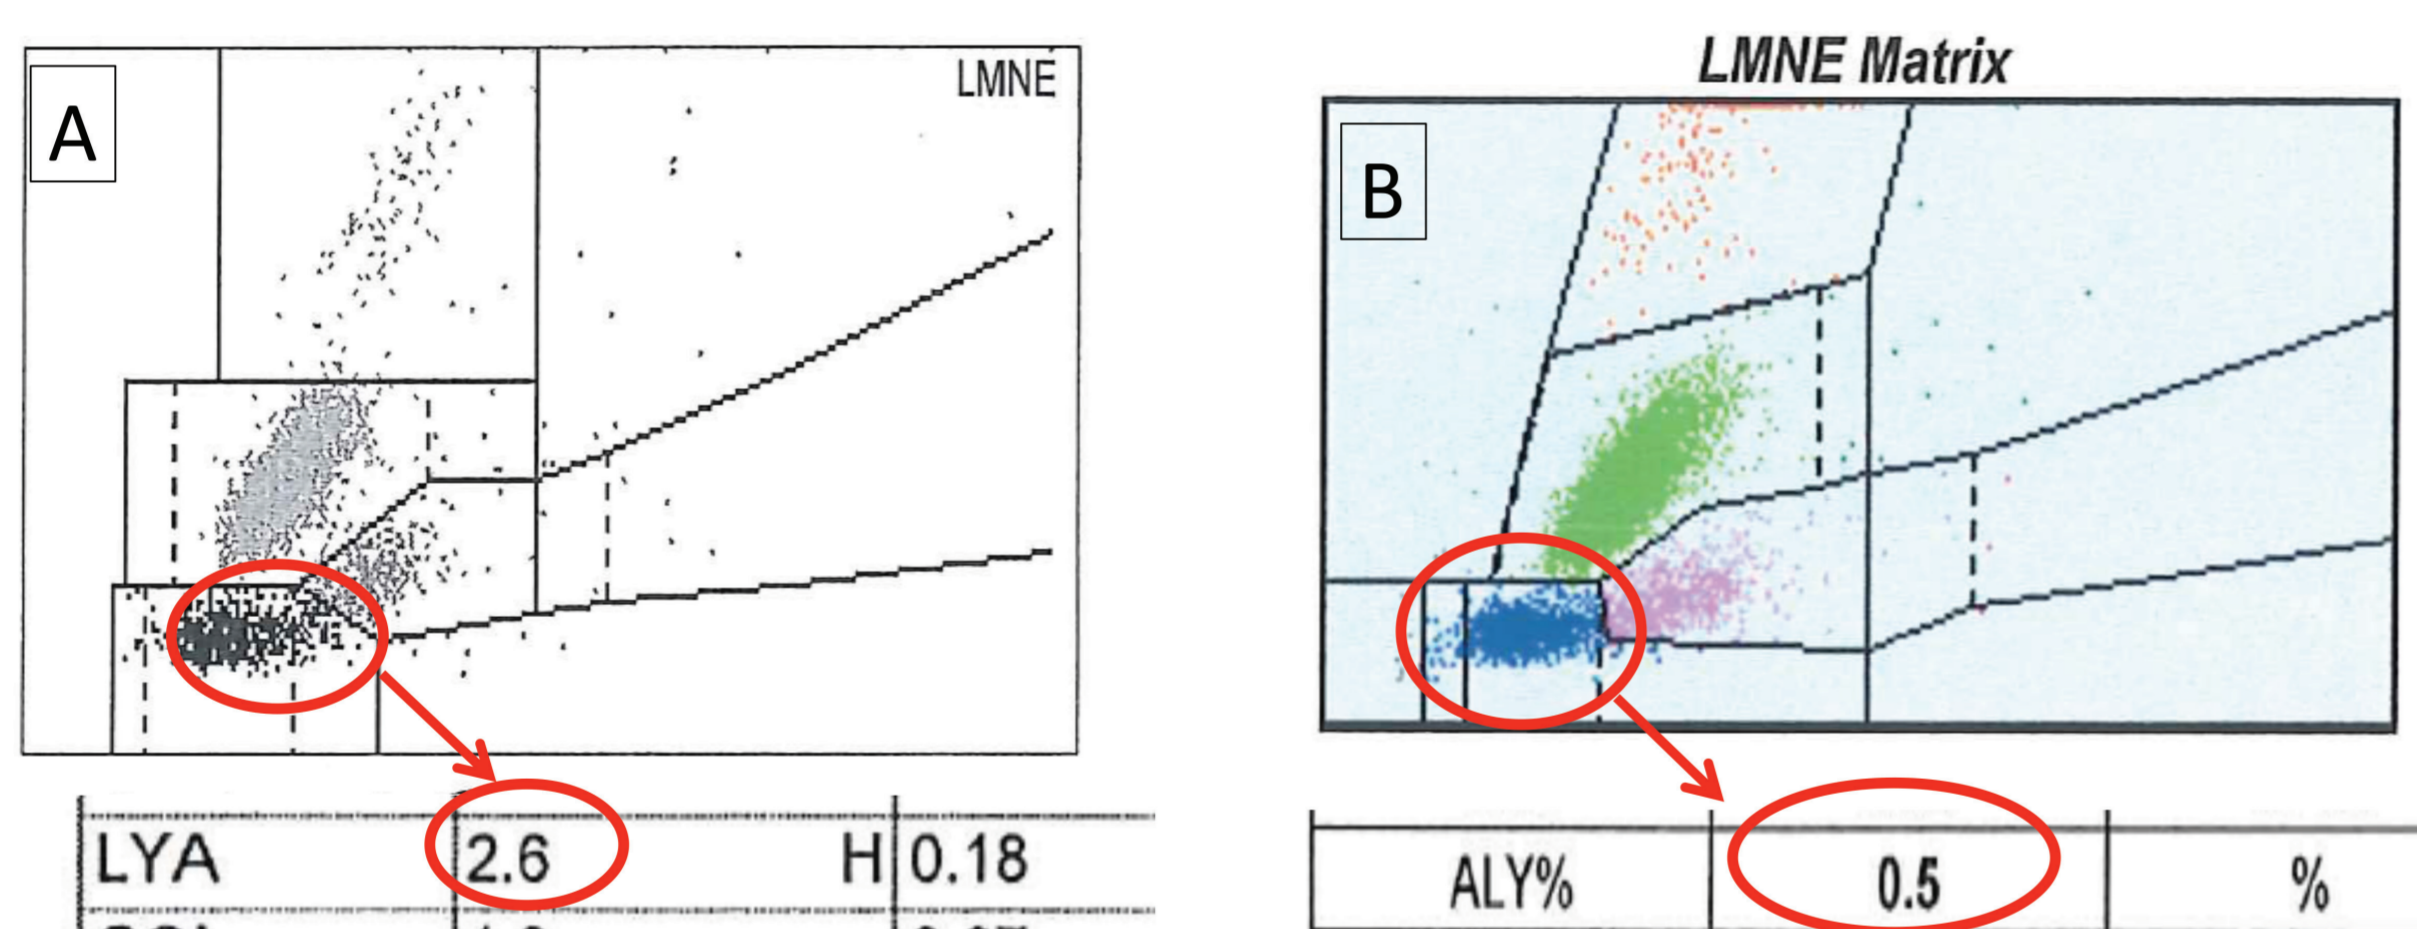 A
LMNE
LYA 2.6 H 0.18
LMNE Matrix
B
ALY% 0.5 %